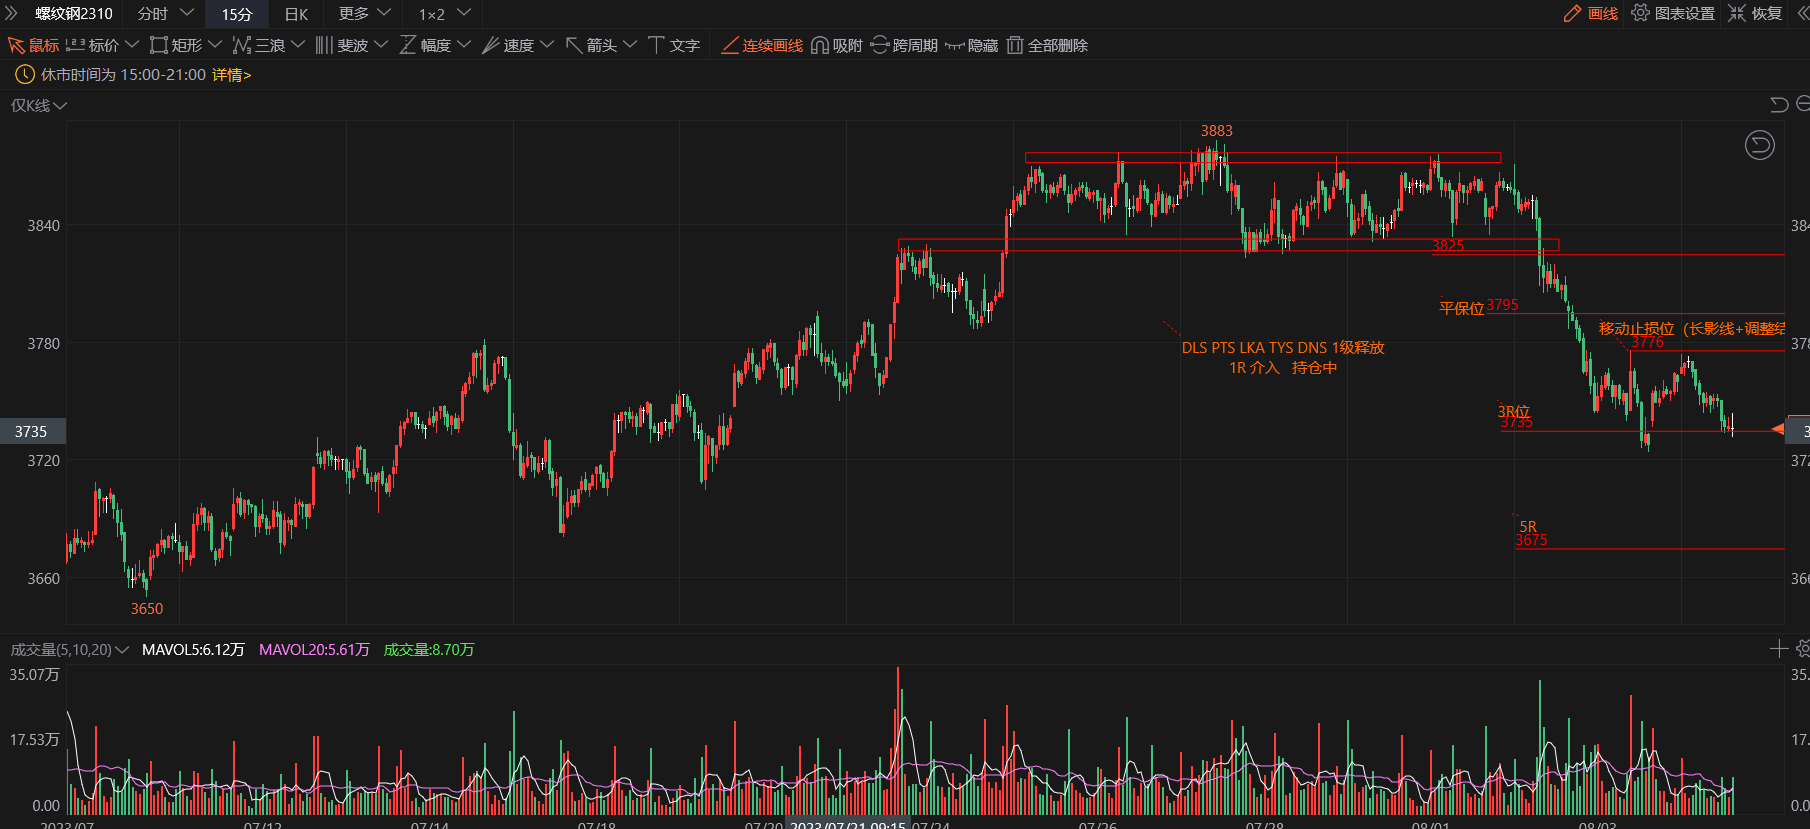 螺纹钢2310 分时 15分 日K 更多 1×2 画线 图表设置 恢复
鼠标 123 标价 矩形 三浪 斐波 幅度 速度 箭头 文字 连续画线 吸附 跨周期 隐藏 全部删除
休市时间为 15:00-21:00 详情>
仅K线
3883
3840
3825
平保位 3795
移动止损位（长影线+调整结
3776
3780
DLS PTS LKA TYS DNS 1级释放
1R 介入 持仓中
3R位
3735
3735
3720
5R
3675
3660
3650
成交量(5,10,20) MAVOL5:6.12万 MAVOL20:5.61万 成交量:8.70万
35.07万
17.53万
0.00
2023/07 07/12 07/14 07/18 07/20 2023/07/21 09:15 07/24 07/26 07/28 08/01 08/03